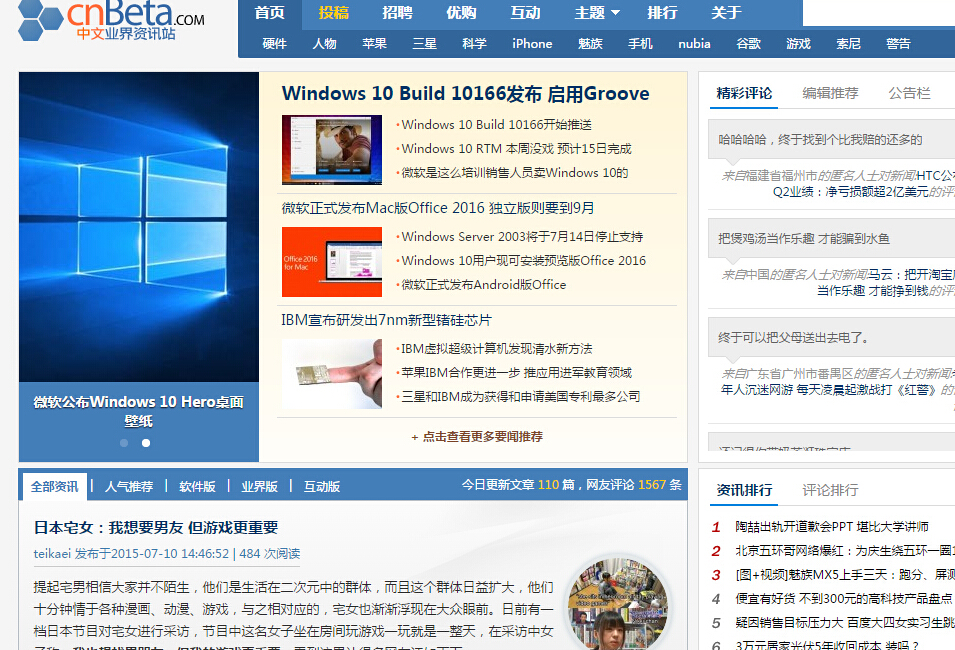 cnBeta.COM
中文业界资讯站
首页 投稿 招聘 优购 互动 主题 排行 关于
硬件 人物 苹果 三星 科学 iPhone 魅族 手机 nubia 谷歌 游戏 索尼 警告
微软公布Windows 10 Hero桌面
壁纸
Windows 10 Build 10166发布 启用Groove
·Windows 10 Build 10166开始推送
·Windows 10 RTM 本周没戏 预计15日完成
·微软是这么培训销售人员卖Windows 10的
微软正式发布Mac版Office 2016 独立版则要到9月
Office 2016
for Mac
·Windows Server 2003将于7月14日停止支持
·Windows 10用户现可安装预览版Office 2016
·微软正式发布Android版Office
IBM宣布研发出7nm新型锗硅芯片
·IBM虚拟超级计算机发现清水新方法
·苹果IBM合作更进一步 推应用进军教育领域
·三星和IBM成为获得和申请美国专利最多公司
+ 点击查看更多要闻推荐
精彩评论 编辑推荐 公告栏
哈哈哈哈，终于找到个比我赔的还多的
来自福建省福州市的匿名人士对新闻:HTC公
Q2业绩：净亏损额超2亿美元的评
把煲鸡汤当作乐趣 才能骗到水鱼
来自中国的匿名人士对新闻:马云：把开淘宝
当作乐趣 才能挣到钱的评
终于可以把父母送出去电了。
来自广东省广州市番禺区的匿名人士对新闻:
年人沉迷网游 每天凌晨起激战打《红警》的
全部资讯 | 人气推荐 | 软件版 | 业界版 | 互动版
今日更新文章 110 篇，网友评论 1567 条
日本宅女：我想要男友 但游戏更重要
teikaei 发布于2015-07-10 14:46:52 | 484 次阅读
提起宅男相信大家并不陌生，他们是生活在二次元中的群体，而且这个群体日益扩大，他们
十分钟情于各种漫画、动漫、游戏，与之相对应的，宅女也渐渐浮现在大众眼前。日前有一
档日本节目对宅女进行采访，节目中这名女子坐在房间玩游戏一玩就是一整天，在采访中女
资讯排行 评论排行
1 陶喆出轨开道歉会PPT 堪比大学讲师
2 北京五环哥网络爆红：为庆生绕五环一圈
3 [图+视频]魅族MX5上手三天：跑分、屏
4 便宜有好货 不到300元的高科技产品盘点
5 疑因销售目标压力大 百度大四女实习生跳
6 3万元居家光伏5年收回成本 装吗？